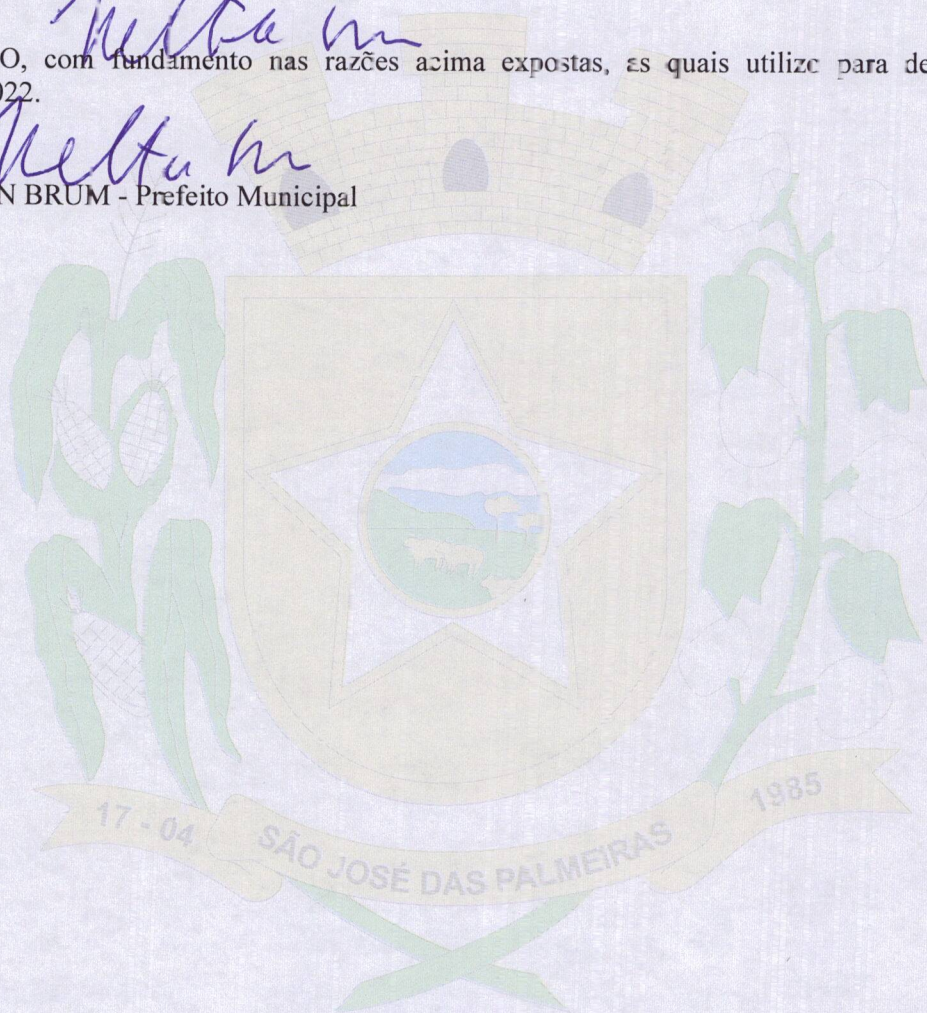 O, com fundamento nas razões acima expostas, as quais utilizo para de
022.
N BRUM - Prefeito Municipal
17 - 04 SÃO JOSÉ DAS PALMEIRAS 1985